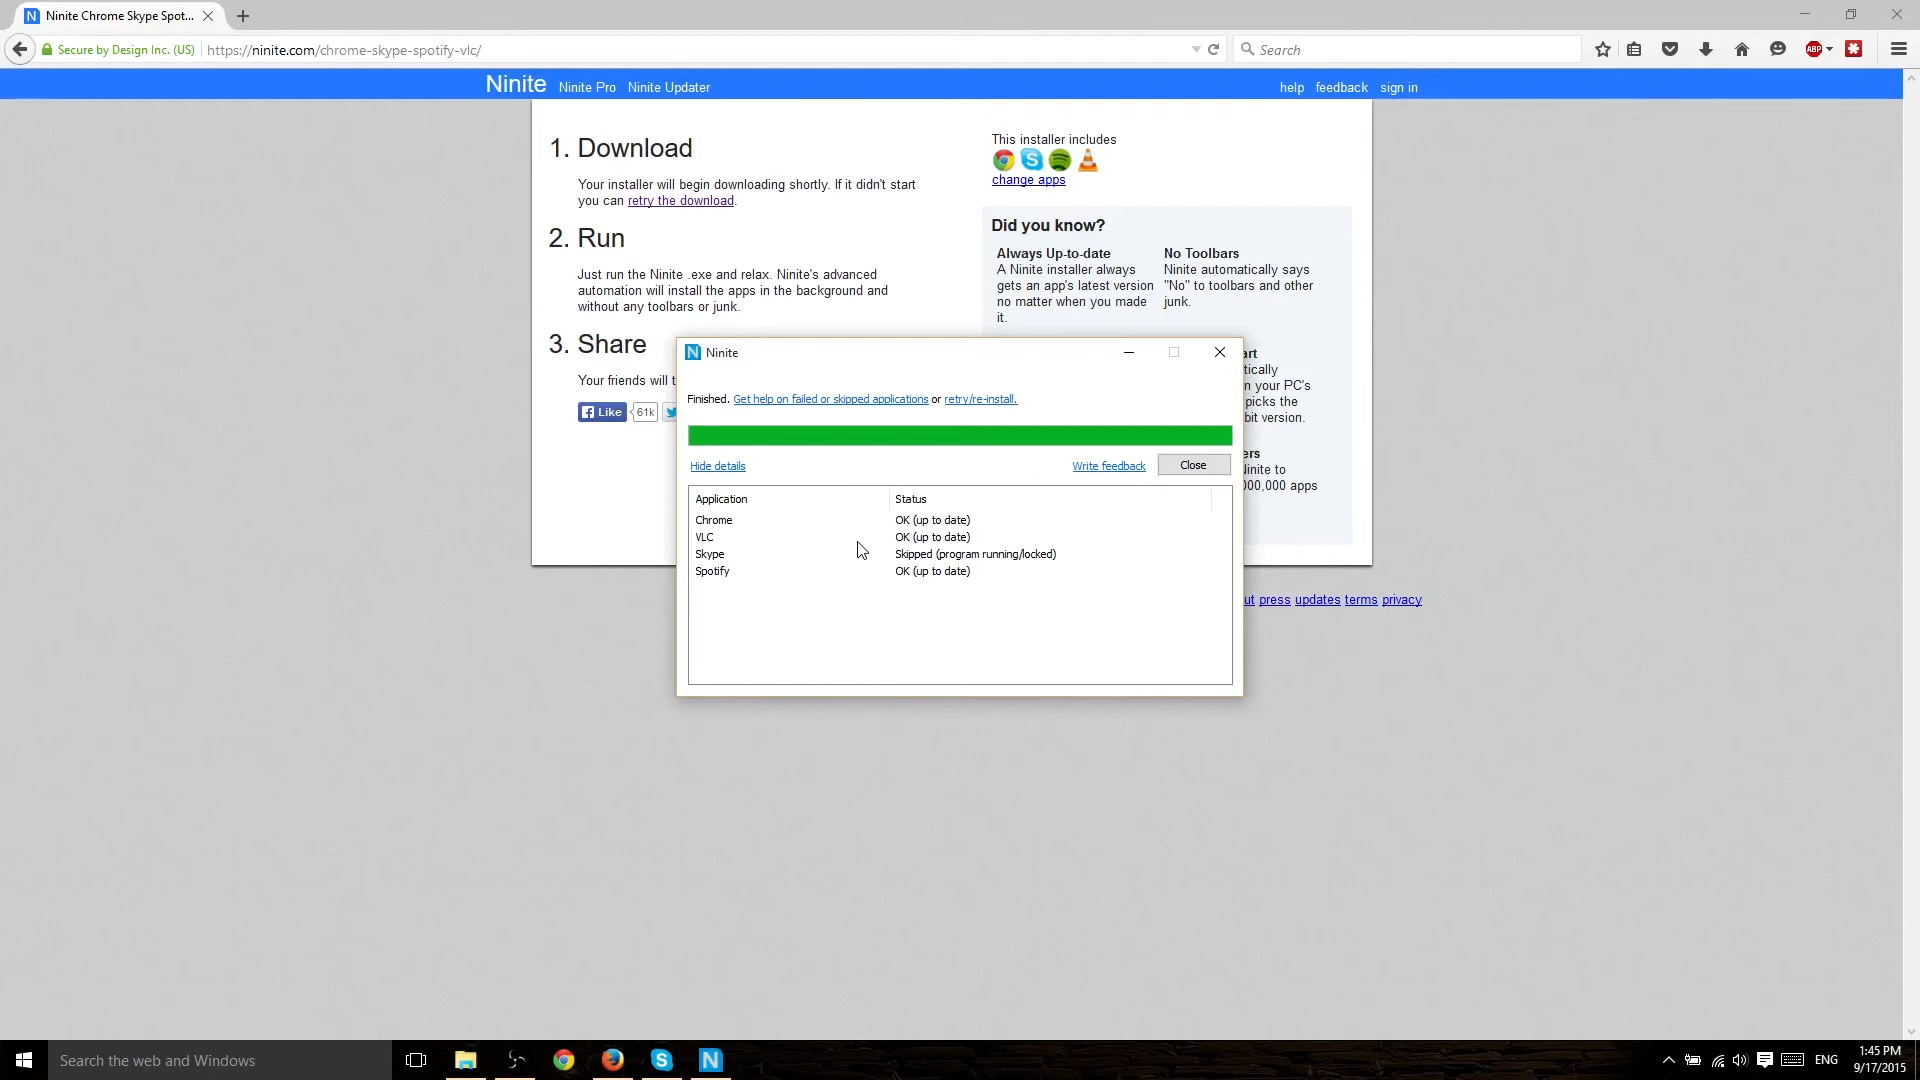 Ninite Chrome Skype Spot...
Secure by Design Inc. (US)
https://ninite.com/chrome-skype-spotify-vlc/
Search
ABP
Ninite
Ninite Pro
Ninite Updater
help
feedback
sign in
1. Download
Your installer will begin downloading shortly. If it didn't start
you can retry the download.
2. Run
Just run the Ninite .exe and relax. Ninite's advanced
automation will install the apps in the background and
without any toolbars or junk.
3. Share
Your friends will t
Like
61k
This installer includes
change apps
Did you know?
Always Up-to-date
A Ninite installer always
gets an app's latest version
no matter when you made
it.
No Toolbars
Ninite automatically says
"No" to toolbars and other
junk.
art
tically
n your PC's
picks the
bit version.
ers
Ninite to
000,000 apps
ut press updates terms privacy
N Ninite
Finished. Get help on failed or skipped applications or retry/re-install.
Hide details
Write feedback
Close
Application Status
Chrome OK (up to date)
VLC OK (up to date)
Skype Skipped (program running/locked)
Spotify OK (up to date)
Search the web and Windows
N
ENG
1:45 PM
9/17/2015